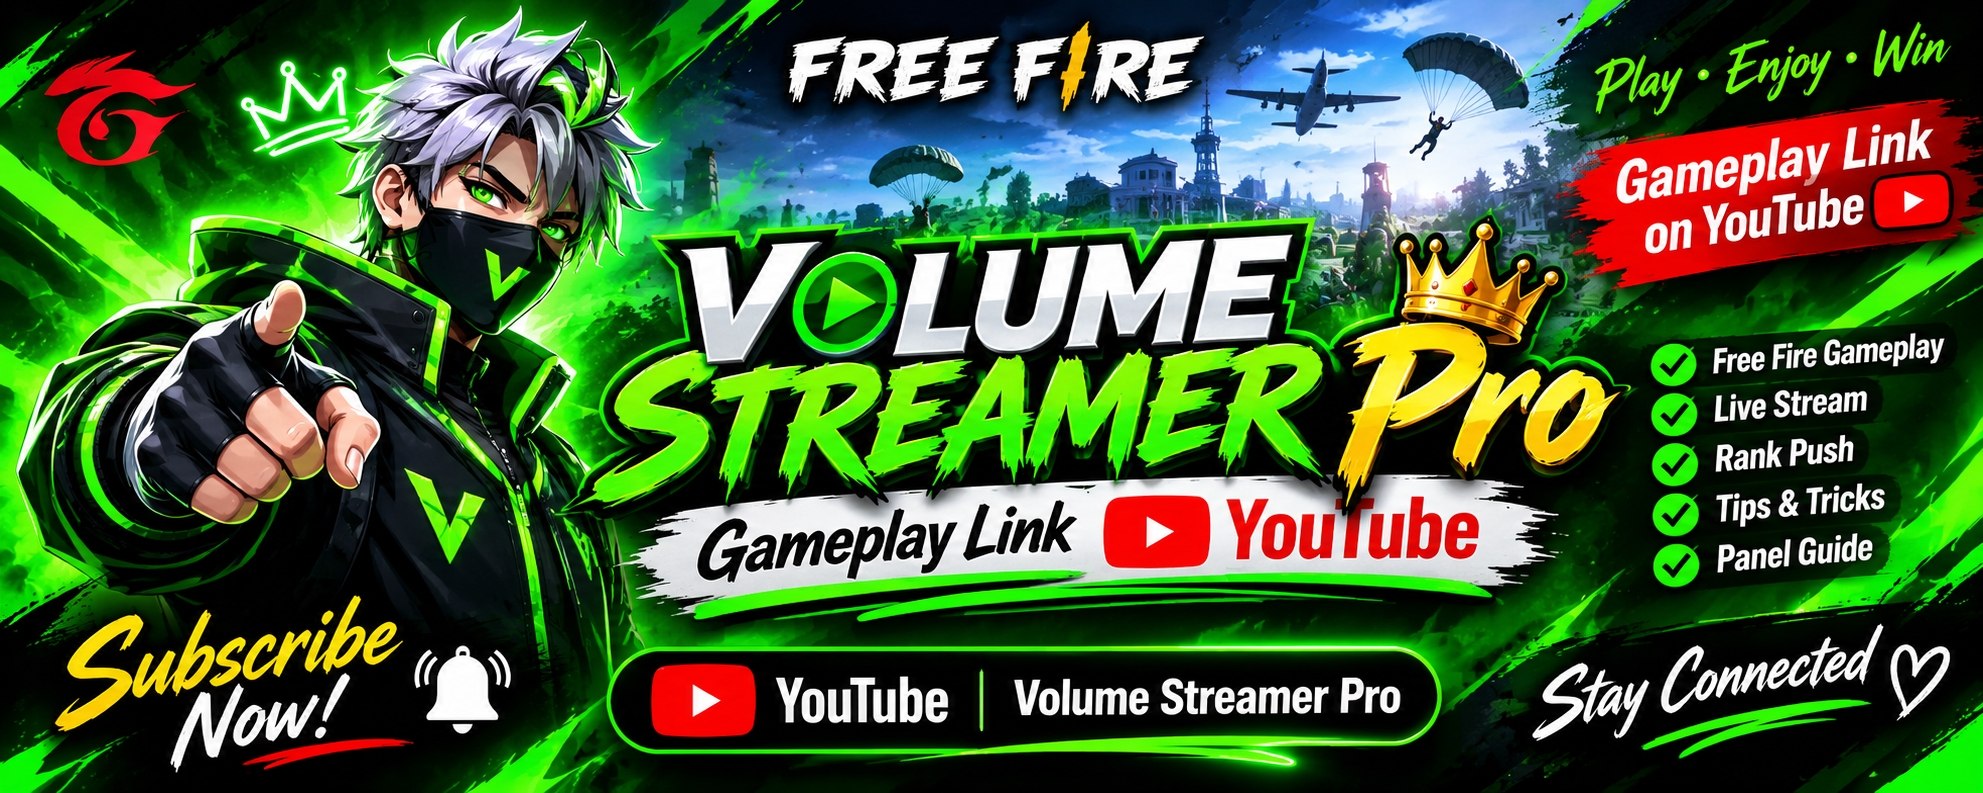 FREE FIRE
Play • Enjoy • Win
Gameplay Link
on YouTube
VOLUME
STREAMER Pro
Gameplay Link YouTube
Free Fire Gameplay
Live Stream
Rank Push
Tips & Tricks
Panel Guide
Subscribe
Now!
YouTube | Volume Streamer Pro
Stay Connected